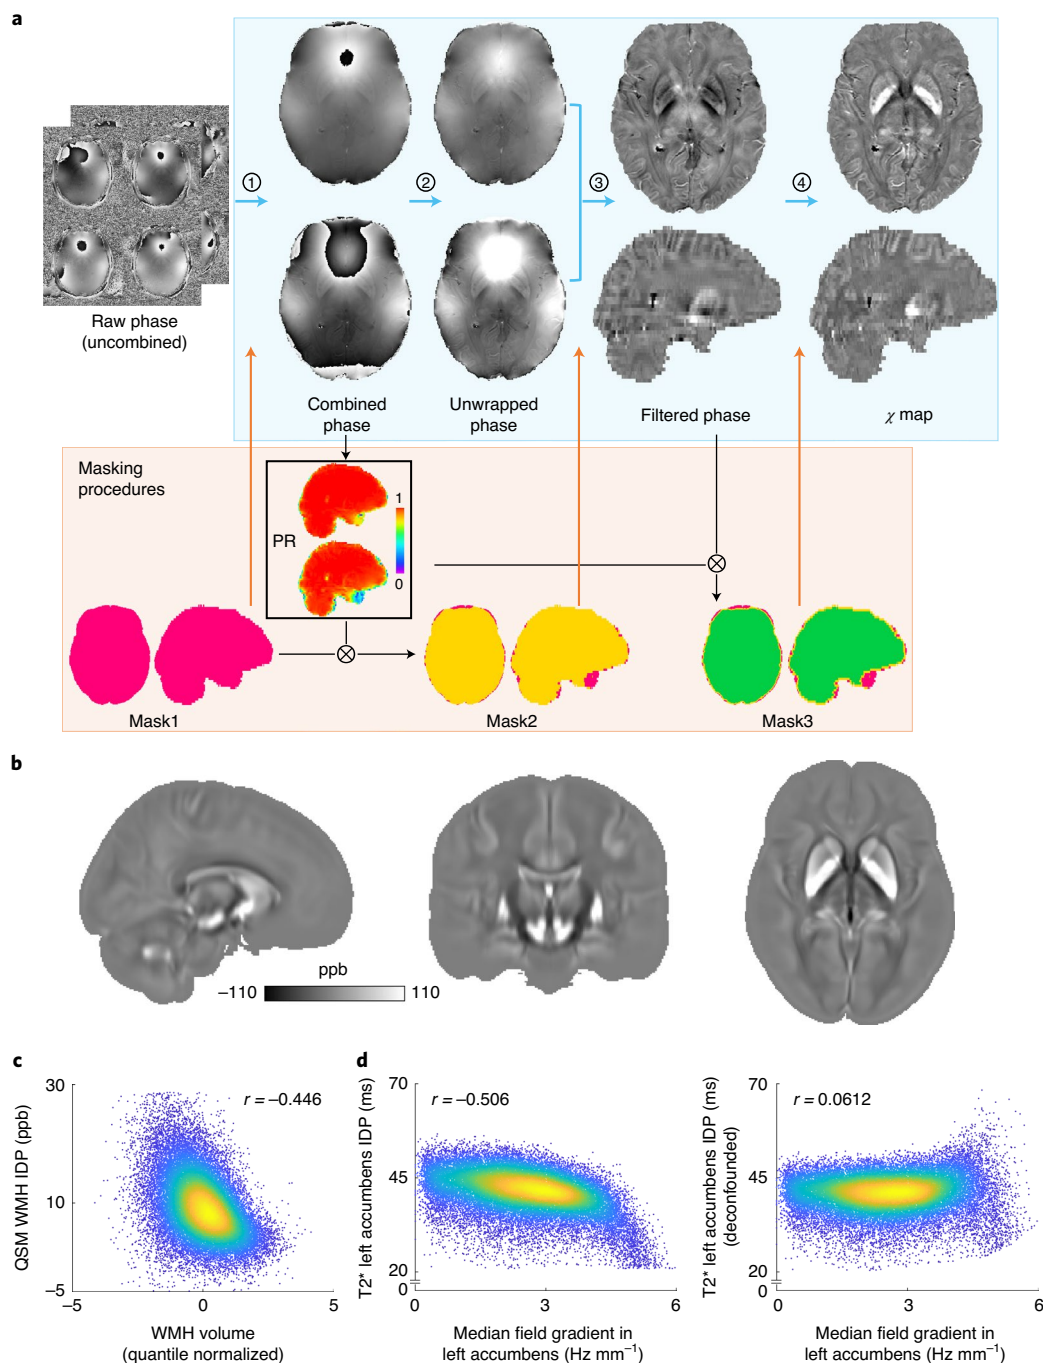 a
Raw phase
(uncombined)
1
2
3
4
Combined
phase
Unwrapped
phase
Filtered phase
χ map
Masking
procedures
PR
1
0
Mask1
Mask2
Mask3
b
ppb
–110
110
c
QSM WMH IDP (ppb)
30
10
–5
r = –0.446
–5
0
5
WMH volume
(quantile normalized)
d
T2* left accumbens IDP (ms)
70
45
20
0
r = –0.506
0
3
6
Median field gradient in
left accumbens (Hz mm⁻¹)
T2* left accumbens IDP (ms)
(deconfounded)
70
45
20
0
r = 0.0612
0
3
6
Median field gradient in
left accumbens (Hz mm⁻¹)